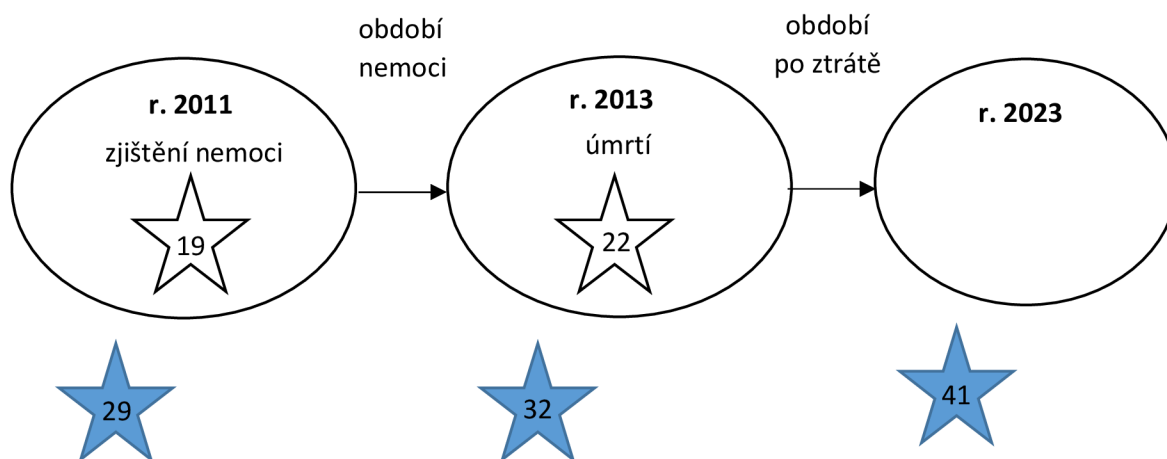 období
nemoci
období
po ztrátě
r. 2011
zjištění nemoci
19
r. 2013
úmrtí
22
r. 2023
29
32
41